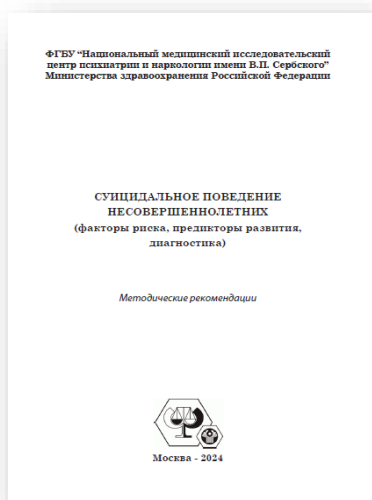 ФГБУ “Национальный медицинский исследовательский
центр психиатрии и наркологии имени В.П. Сербского”
Министерства здравоохранения Российской Федерации
СУИЦИДАЛЬНОЕ ПОВЕДЕНИЕ
НЕСОВЕРШЕННОЛЕТНИХ
(факторы риска, предикторы развития,
диагностика)
Методические рекомендации
Москва - 2024